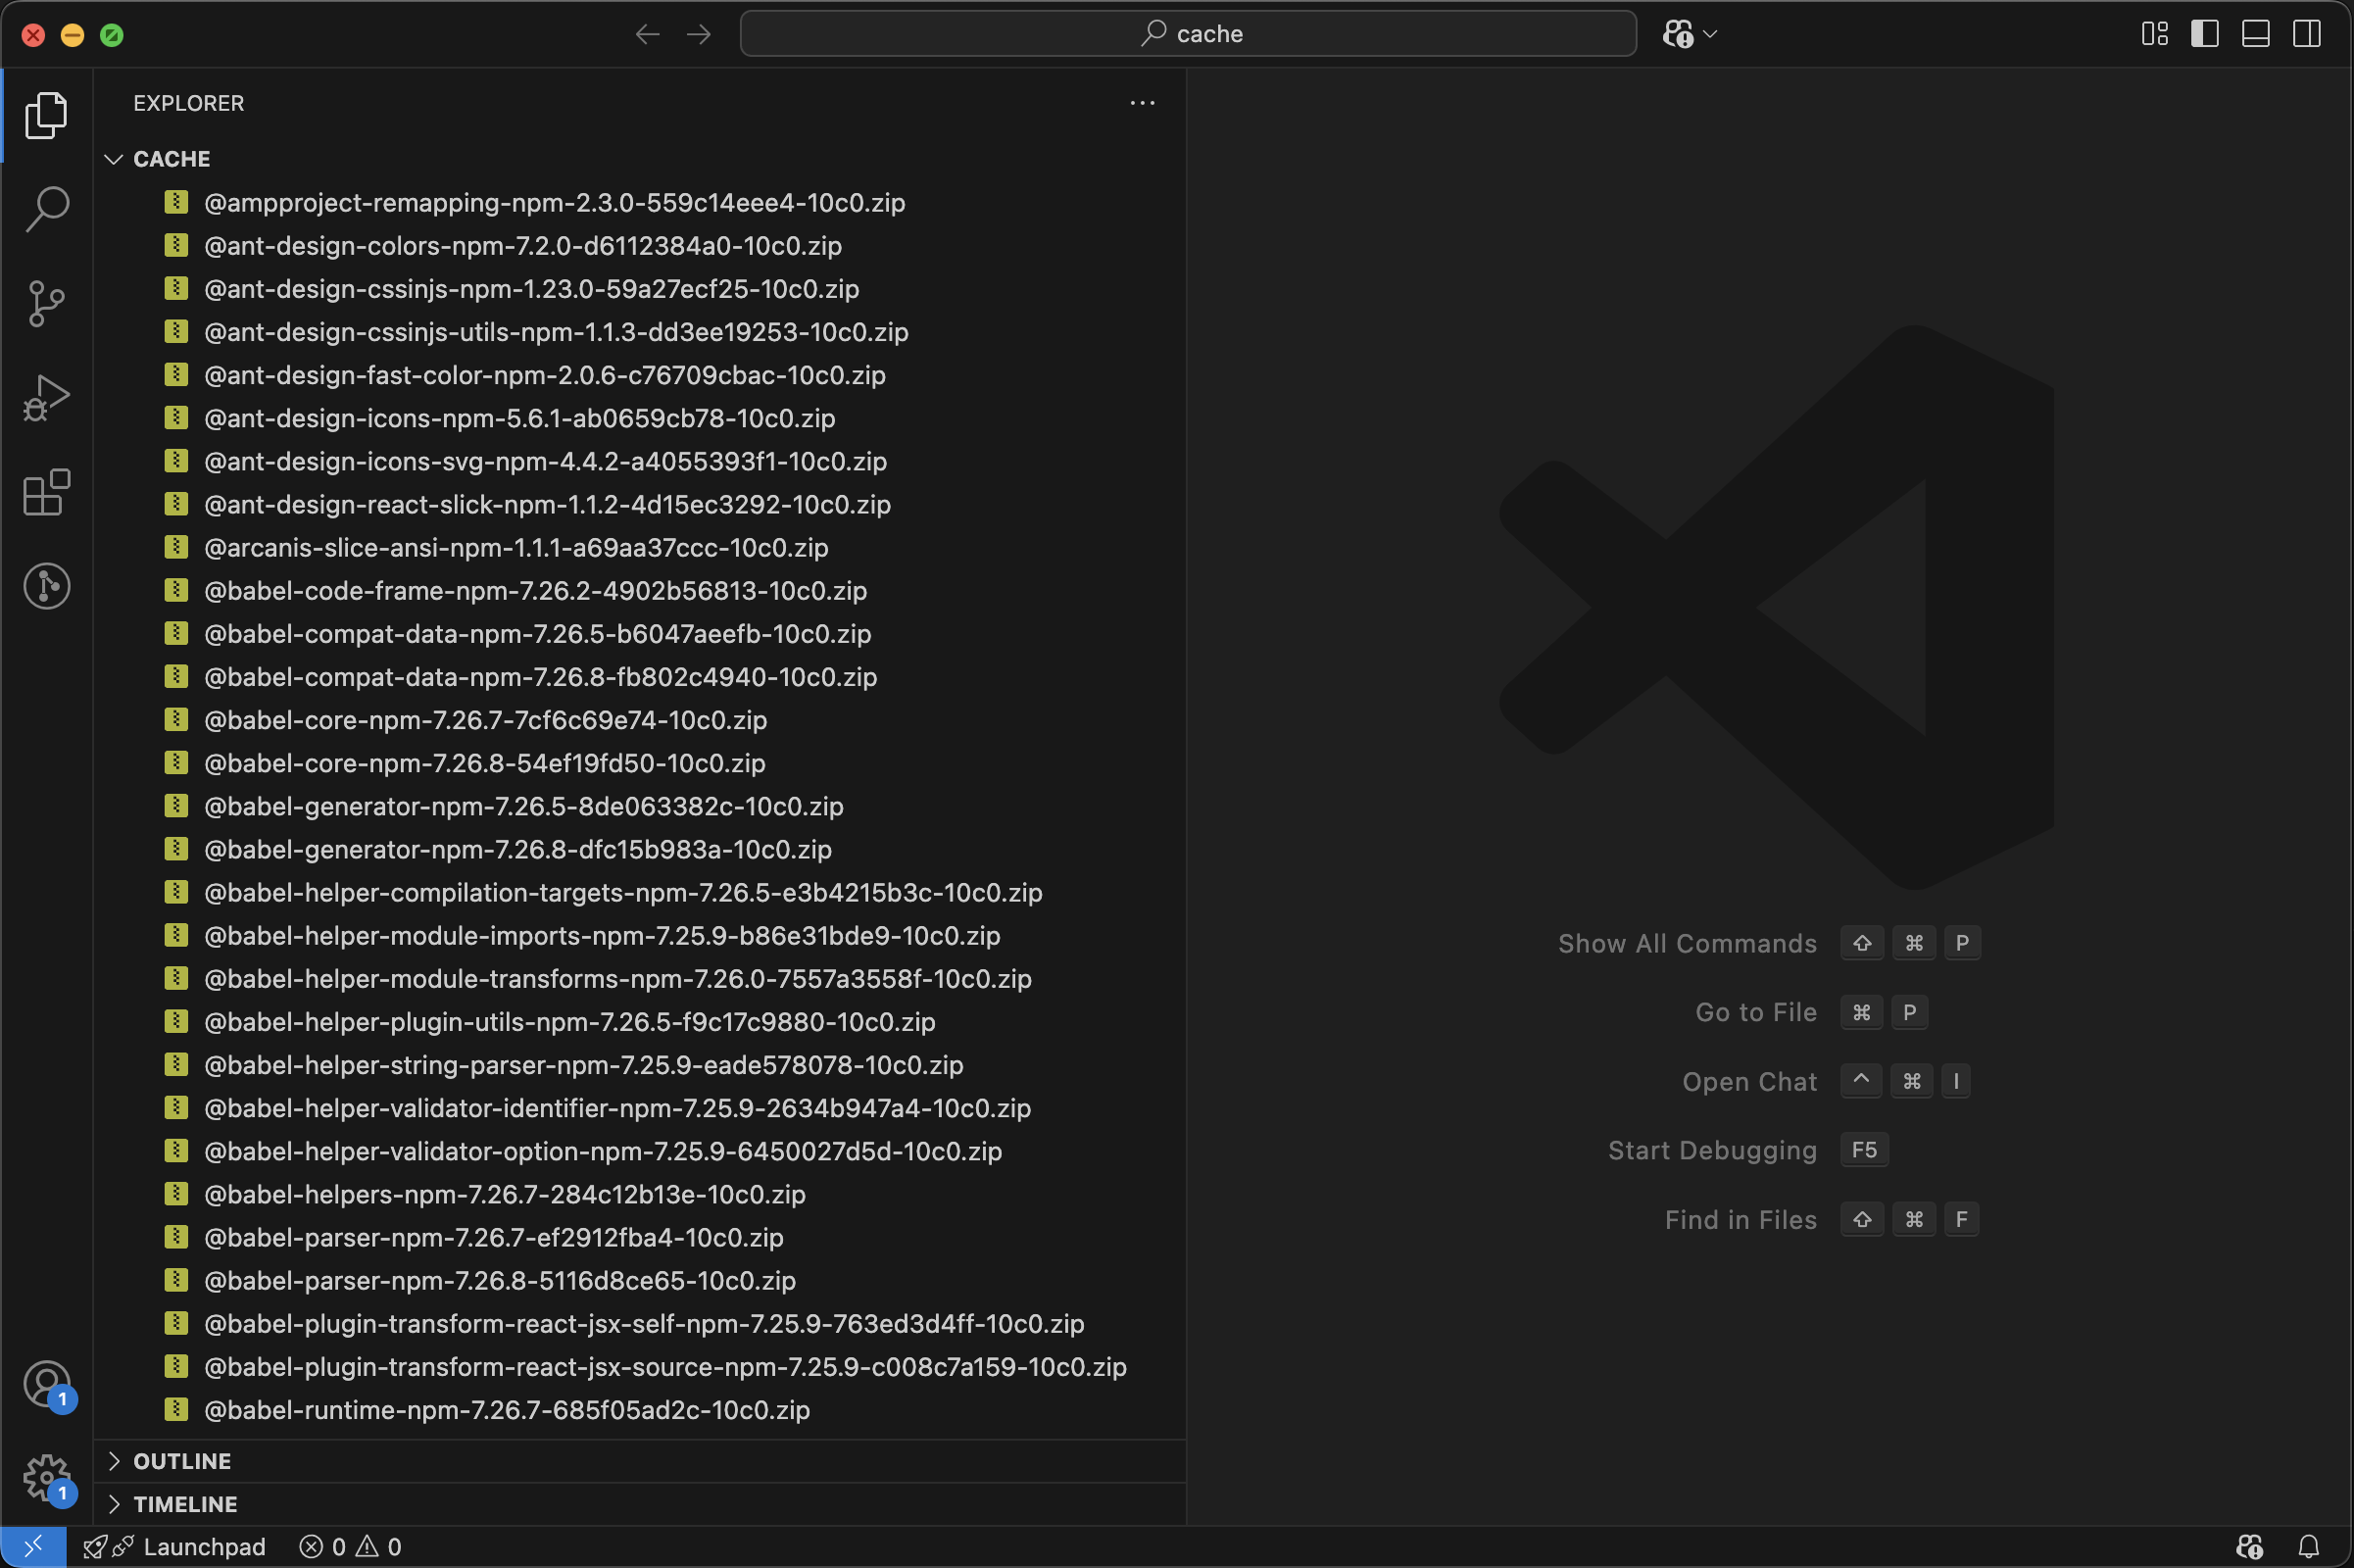 cache
EXPLORER
CACHE
@ampproject-remapping-npm-2.3.0-559c14eee4-10c0.zip
@ant-design-colors-npm-7.2.0-d6112384a0-10c0.zip
@ant-design-cssinjs-npm-1.23.0-59a27ecf25-10c0.zip
@ant-design-cssinjs-utils-npm-1.1.3-dd3ee19253-10c0.zip
@ant-design-fast-color-npm-2.0.6-c76709cbac-10c0.zip
@ant-design-icons-npm-5.6.1-ab0659cb78-10c0.zip
@ant-design-icons-svg-npm-4.4.2-a4055393f1-10c0.zip
@ant-design-react-slick-npm-1.1.2-4d15ec3292-10c0.zip
@arcanis-slice-ansi-npm-1.1.1-a69aa37ccc-10c0.zip
@babel-code-frame-npm-7.26.2-4902b56813-10c0.zip
@babel-compat-data-npm-7.26.5-b6047aeefb-10c0.zip
@babel-compat-data-npm-7.26.8-fb802c4940-10c0.zip
@babel-core-npm-7.26.7-7cf6c69e74-10c0.zip
@babel-core-npm-7.26.8-54ef19fd50-10c0.zip
@babel-generator-npm-7.26.5-8de063382c-10c0.zip
@babel-generator-npm-7.26.8-dfc15b983a-10c0.zip
@babel-helper-compilation-targets-npm-7.26.5-e3b4215b3c-10c0.zip
@babel-helper-module-imports-npm-7.25.9-b86e31bde9-10c0.zip
@babel-helper-module-transforms-npm-7.26.0-7557a3558f-10c0.zip
@babel-helper-plugin-utils-npm-7.26.5-f9c17c9880-10c0.zip
@babel-helper-string-parser-npm-7.25.9-eade578078-10c0.zip
@babel-helper-validator-identifier-npm-7.25.9-2634b947a4-10c0.zip
@babel-helper-validator-option-npm-7.25.9-6450027d5d-10c0.zip
@babel-helpers-npm-7.26.7-284c12b13e-10c0.zip
@babel-parser-npm-7.26.7-ef2912fba4-10c0.zip
@babel-parser-npm-7.26.8-5116d8ce65-10c0.zip
@babel-plugin-transform-react-jsx-self-npm-7.25.9-763ed3d4ff-10c0.zip
@babel-plugin-transform-react-jsx-source-npm-7.25.9-c008c7a159-10c0.zip
@babel-runtime-npm-7.26.7-685f05ad2c-10c0.zip
OUTLINE
TIMELINE
1
1
Show All Commands ⇧ ⌘ P
Go to File ⌘ P
Open Chat ^ ⌘ I
Start Debugging F5
Find in Files ⇧ ⌘ F
Launchpad 0 0